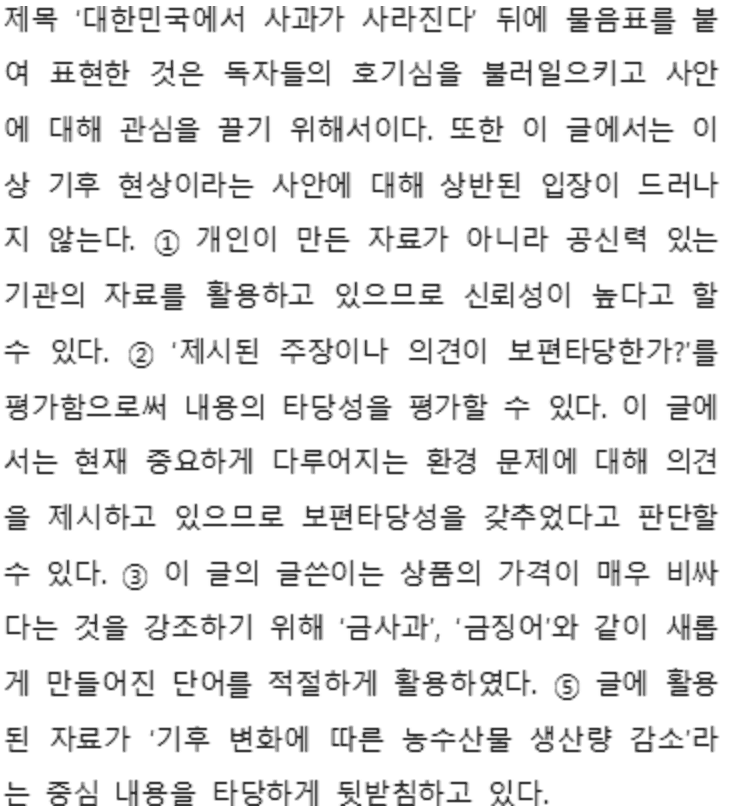 제목 ‘대한민국에서 사과가 사라진다’ 뒤에 물음표를 붙
여 표현한 것은 독자들의 호기심을 불러일으키고 사안
에 대해 관심을 끌기 위해서이다. 또한 이 글에서는 이
상 기후 현상이라는 사안에 대해 상반된 입장이 드러나
지 않는다. ① 개인이 만든 자료가 아니라 공신력 있는
기관의 자료를 활용하고 있으므로 신뢰성이 높다고 할
수 있다. ② ‘제시된 주장이나 의견이 보편타당한가?’를
평가함으로써 내용의 타당성을 평가할 수 있다. 이 글에
서는 현재 중요하게 다루어지는 환경 문제에 대해 의견
을 제시하고 있으므로 보편타당성을 갖추었다고 판단할
수 있다. ③ 이 글의 글쓴이는 상품의 가격이 매우 비싸
다는 것을 강조하기 위해 ‘금사과’, ‘금징어’와 같이 새롭
게 만들어진 단어를 적절하게 활용하였다. ⑤ 글에 활용
된 자료가 ‘기후 변화에 따른 농수산물 생산량 감소’라
는 중심 내용을 타당하게 뒷받침하고 있다.